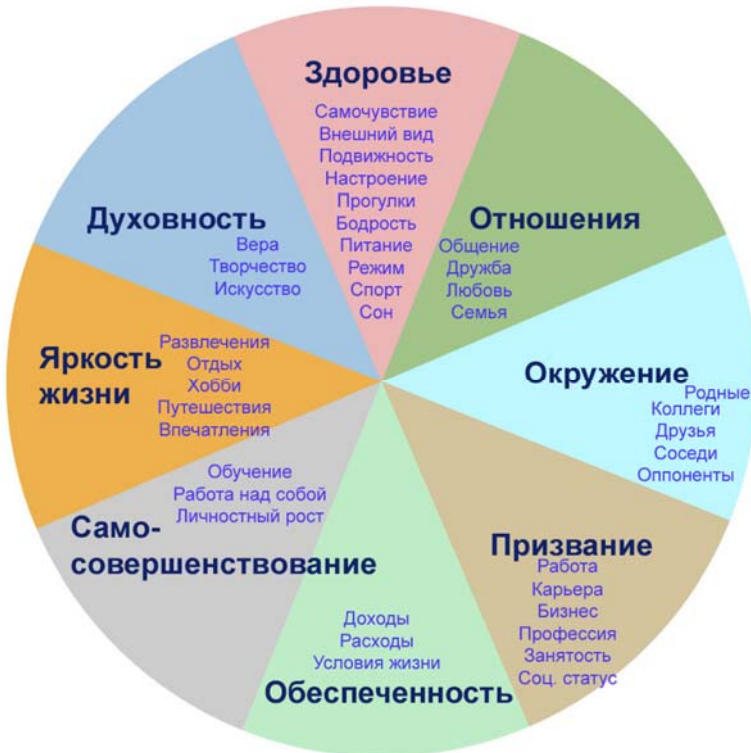 Здоровье
Самочувствие
Внешний вид
Подвижность
Настроение
Прогулки
Бодрость
Питание
Режим
Спорт
Сон
Отношения
Общение
Дружба
Любовь
Семья
Окружение
Родные
Коллеги
Друзья
Соседи
Оппоненты
Призвание
Работа
Карьера
Бизнес
Профессия
Занятость
Соц. статус
Доходы
Расходы
Условия жизни
Обеспеченность
Обучение
Работа над собой
Личностный рост
Само-
совершенствование
Яркость
жизни
Развлечения
Отдых
Хобби
Путешествия
Впечатления
Духовность
Вера
Творчество
Искусство